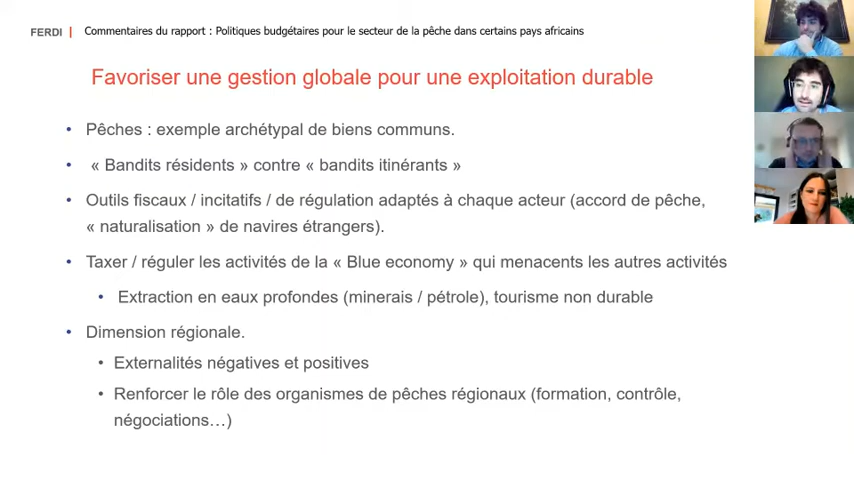 FERDI | Commentaires du rapport : Politiques budgétaires pour le secteur de la pêche dans certains pays africains
Favoriser une gestion globale pour une exploitation durable
• Pêches : exemple archétypal de biens communs.
• « Bandits résidents » contre « bandits itinérants »
• Outils fiscaux / incitatifs / de régulation adaptés à chaque acteur (accord de pêche,
« naturalisation » de navires étrangers).
• Taxer / réguler les activités de la « Blue economy » qui menacent les autres activités
• Extraction en eaux profondes (minerais / pétrole), tourisme non durable
• Dimension régionale.
• Externalités négatives et positives
• Renforcer le rôle des organismes de pêches régionaux (formation, contrôle,
négociations…)